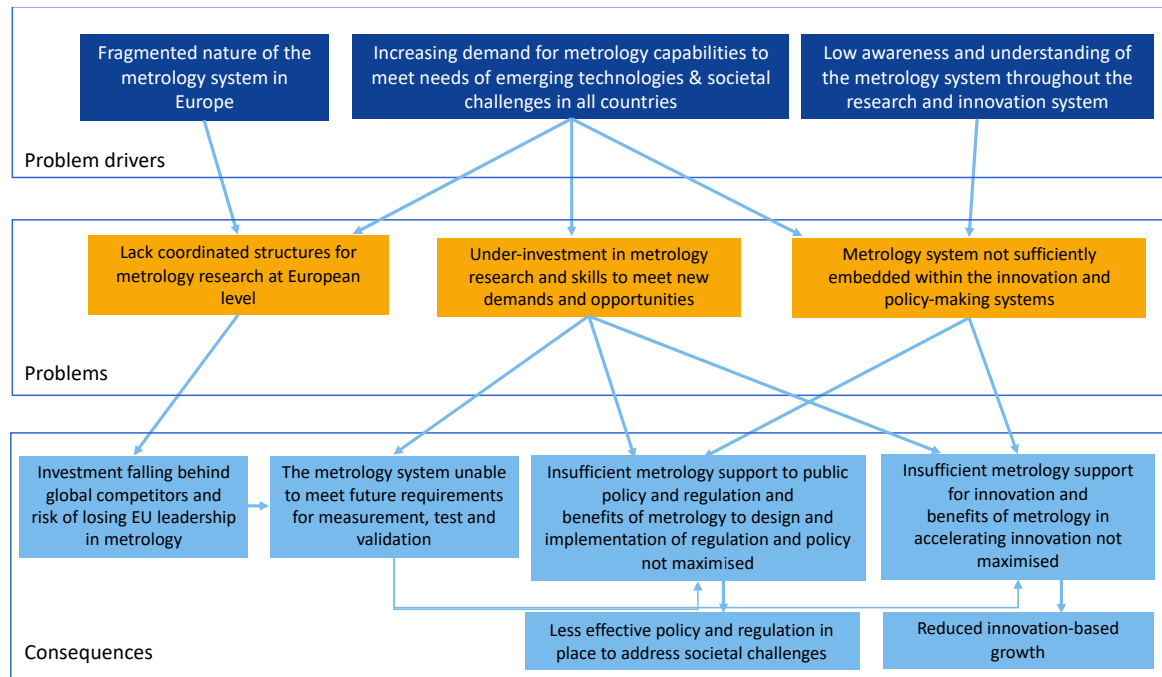 Fragmented nature of the
metrology system in
Europe
Increasing demand for metrology capabilities to
meet needs of emerging technologies & societal
challenges in all countries
Low awareness and understanding of
the metrology system throughout the
research and innovation system
Problem drivers
Lack coordinated structures for
metrology research at European
level
Under-investment in metrology
research and skills to meet new
demands and opportunities
Metrology system not sufficiently
embedded within the innovation and
policy-making systems
Problems
Investment falling behind
global competitors and
risk of losing EU leadership
in metrology
The metrology system unable
to meet future requirements
for measurement, test and
validation
Insufficient metrology support to public
policy and regulation and
benefits of metrology to design and
implementation of regulation and policy
not maximised
Insufficient metrology support
for innovation and
benefits of metrology in
accelerating innovation not
maximised
Less effective policy and regulation in
place to address societal challenges
Reduced innovation-based
growth
Consequences